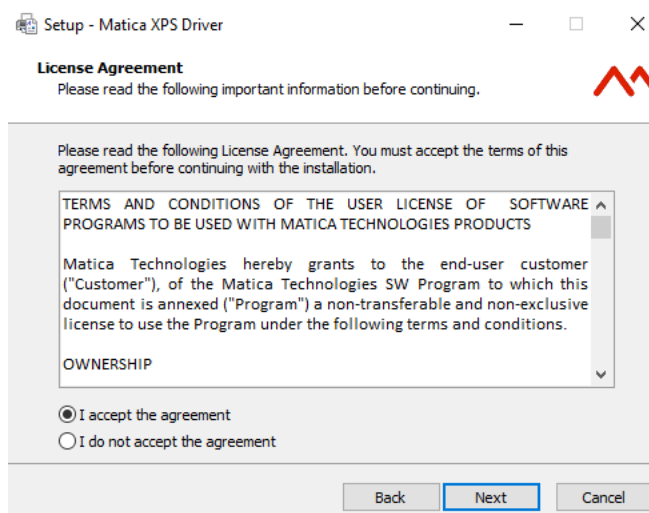 Setup - Matica XPS Driver
License Agreement
Please read the following important information before continuing.
Please read the following License Agreement. You must accept the terms of this
agreement before continuing with the installation.
TERMS AND CONDITIONS OF THE USER LICENSE OF SOFTWARE
PROGRAMS TO BE USED WITH MATICA TECHNOLOGIES PRODUCTS
Matica Technologies hereby grants to the end-user customer
("Customer"), of the Matica Technologies SW Program to which this
document is annexed ("Program") a non-transferable and non-exclusive
license to use the Program under the following terms and conditions.
OWNERSHIP
I accept the agreement
I do not accept the agreement
Back Next Cancel